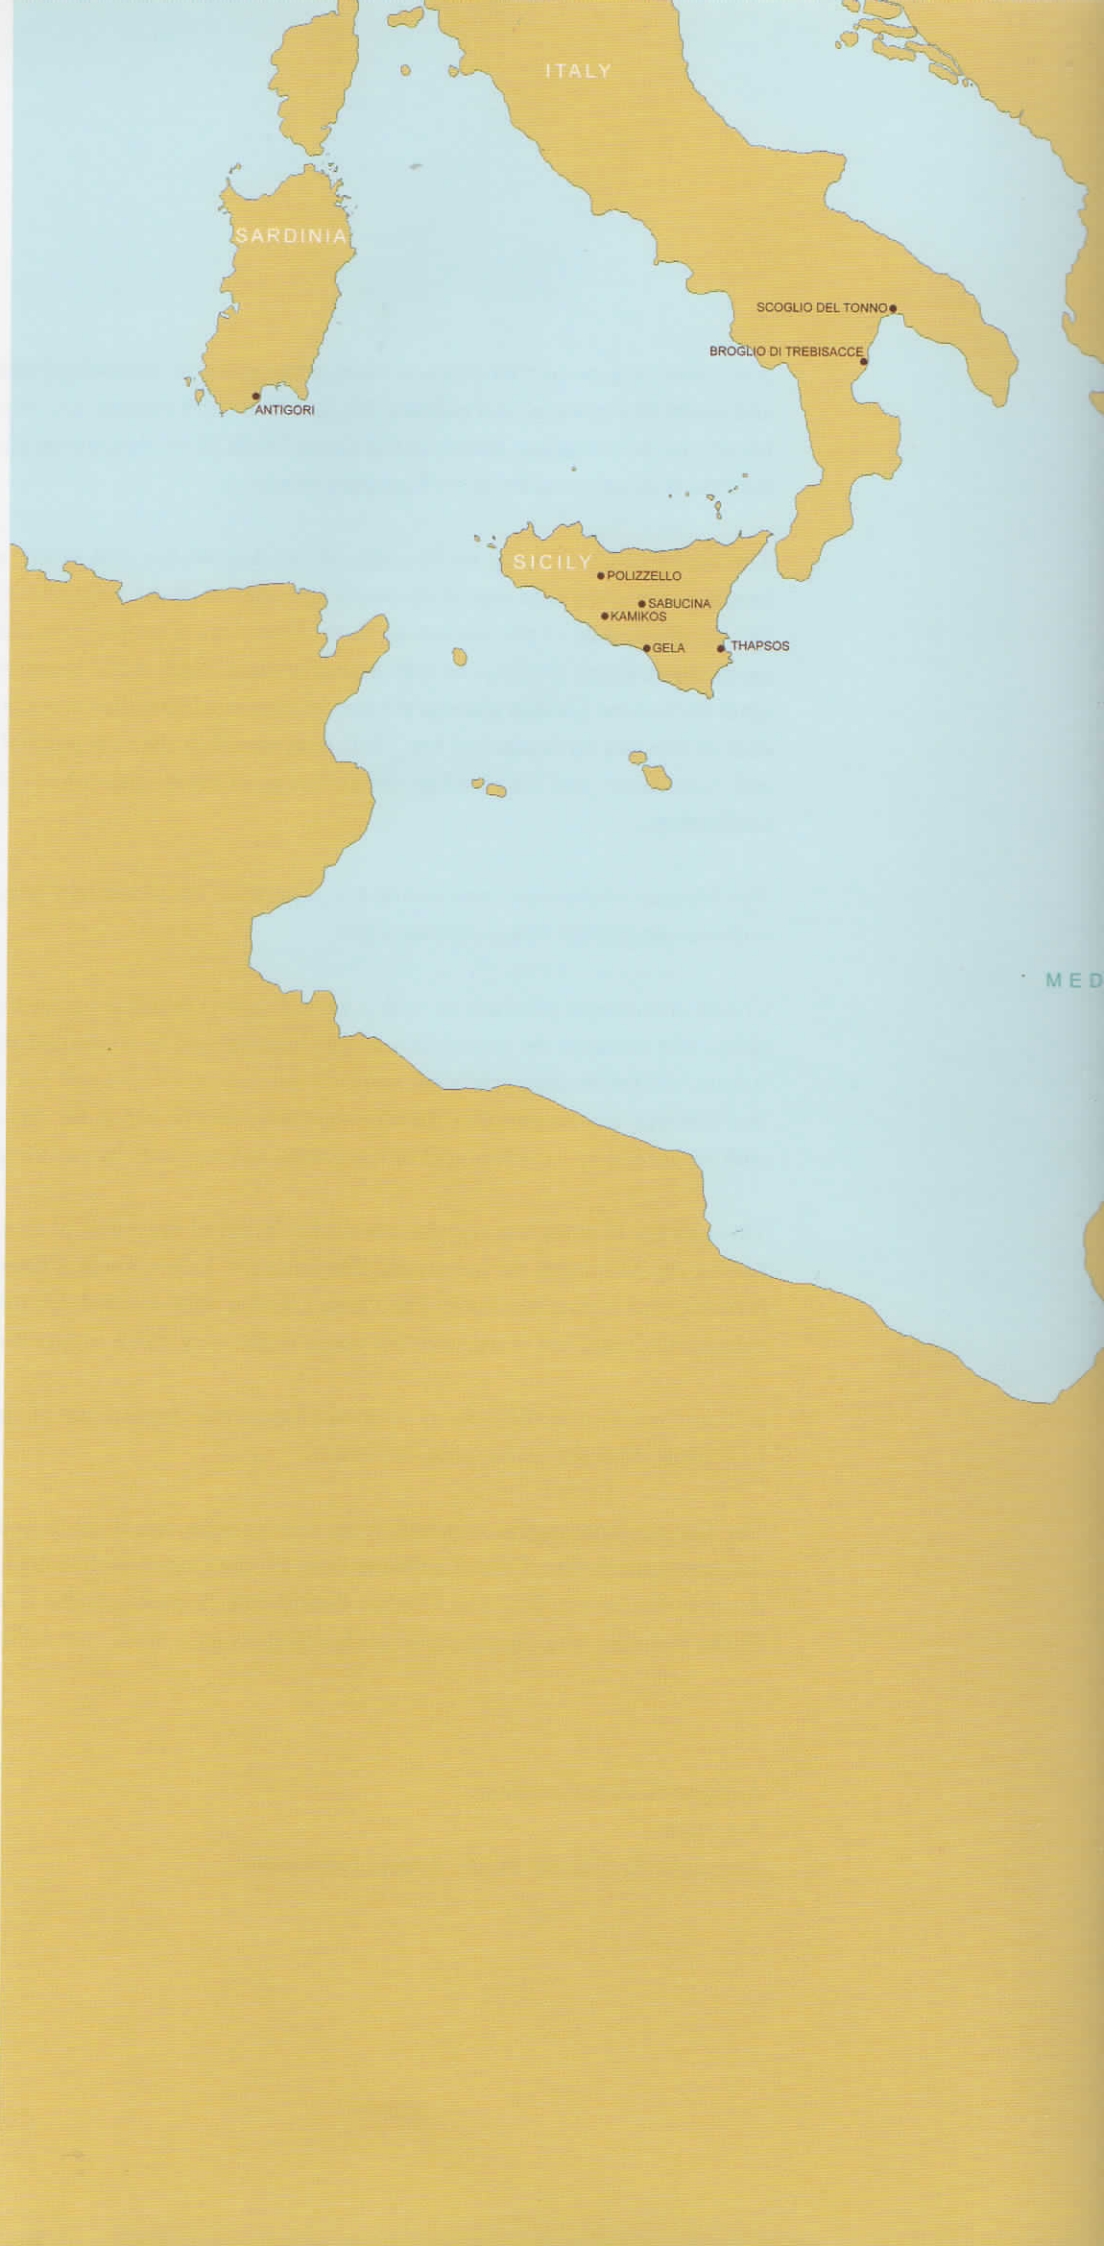 ITALY
SARDINIA
SCOGLIO DEL TONNO
BROGLIO DI TREBISACCE
ANTIGORI
SICILY
POLIZZELLO
SABUCINA
KAMIKOS
GELA
THAPSOS
MED